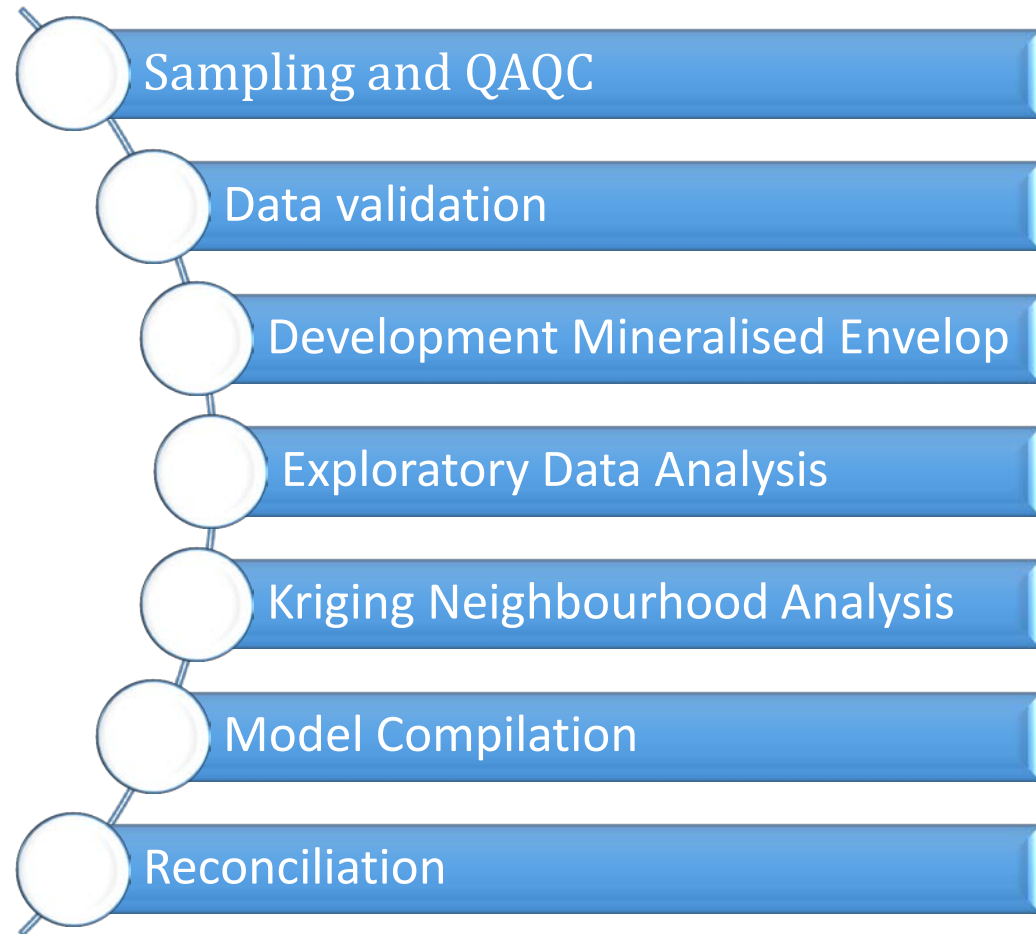 Sampling and QAQC
Data validation
Development Mineralised Envelop
Exploratory Data Analysis
Kriging Neighbourhood Analysis
Model Compilation
Reconciliation